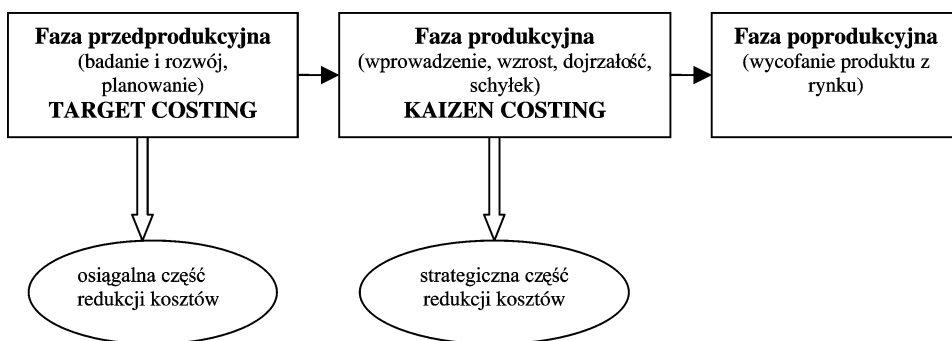 Faza przedprodukcyjna
(badanie i rozwój,
planowanie)
TARGET COSTING
Faza produkcyjna
(wprowadzenie, wzrost, dojrzałość,
schyłek)
KAIZEN COSTING
Faza poprodukcyjna
(wycofanie produktu z
rynku)
osiągalna część
redukcji kosztów
strategiczna część
redukcji kosztów